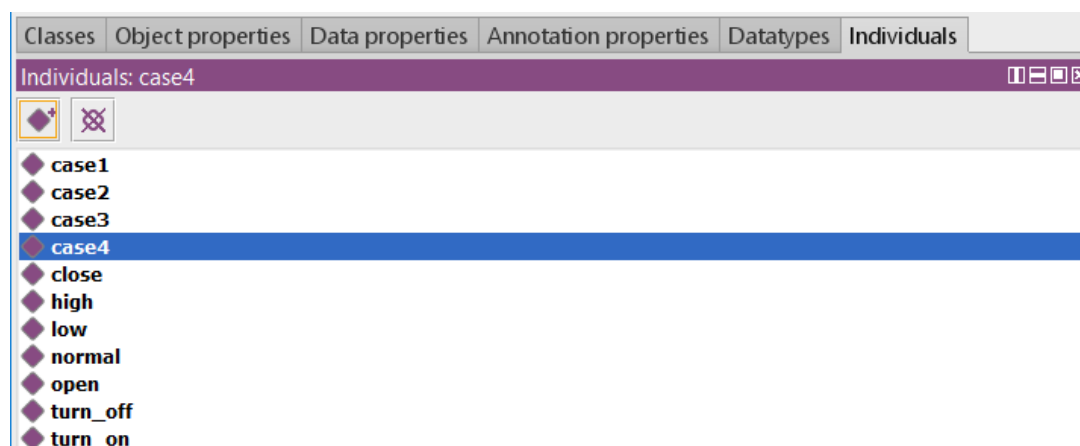 Classes Object properties Data properties Annotation properties Datatypes Individuals
Individuals: case4
case1
case2
case3
case4
close
high
low
normal
open
turn_off
turn_on